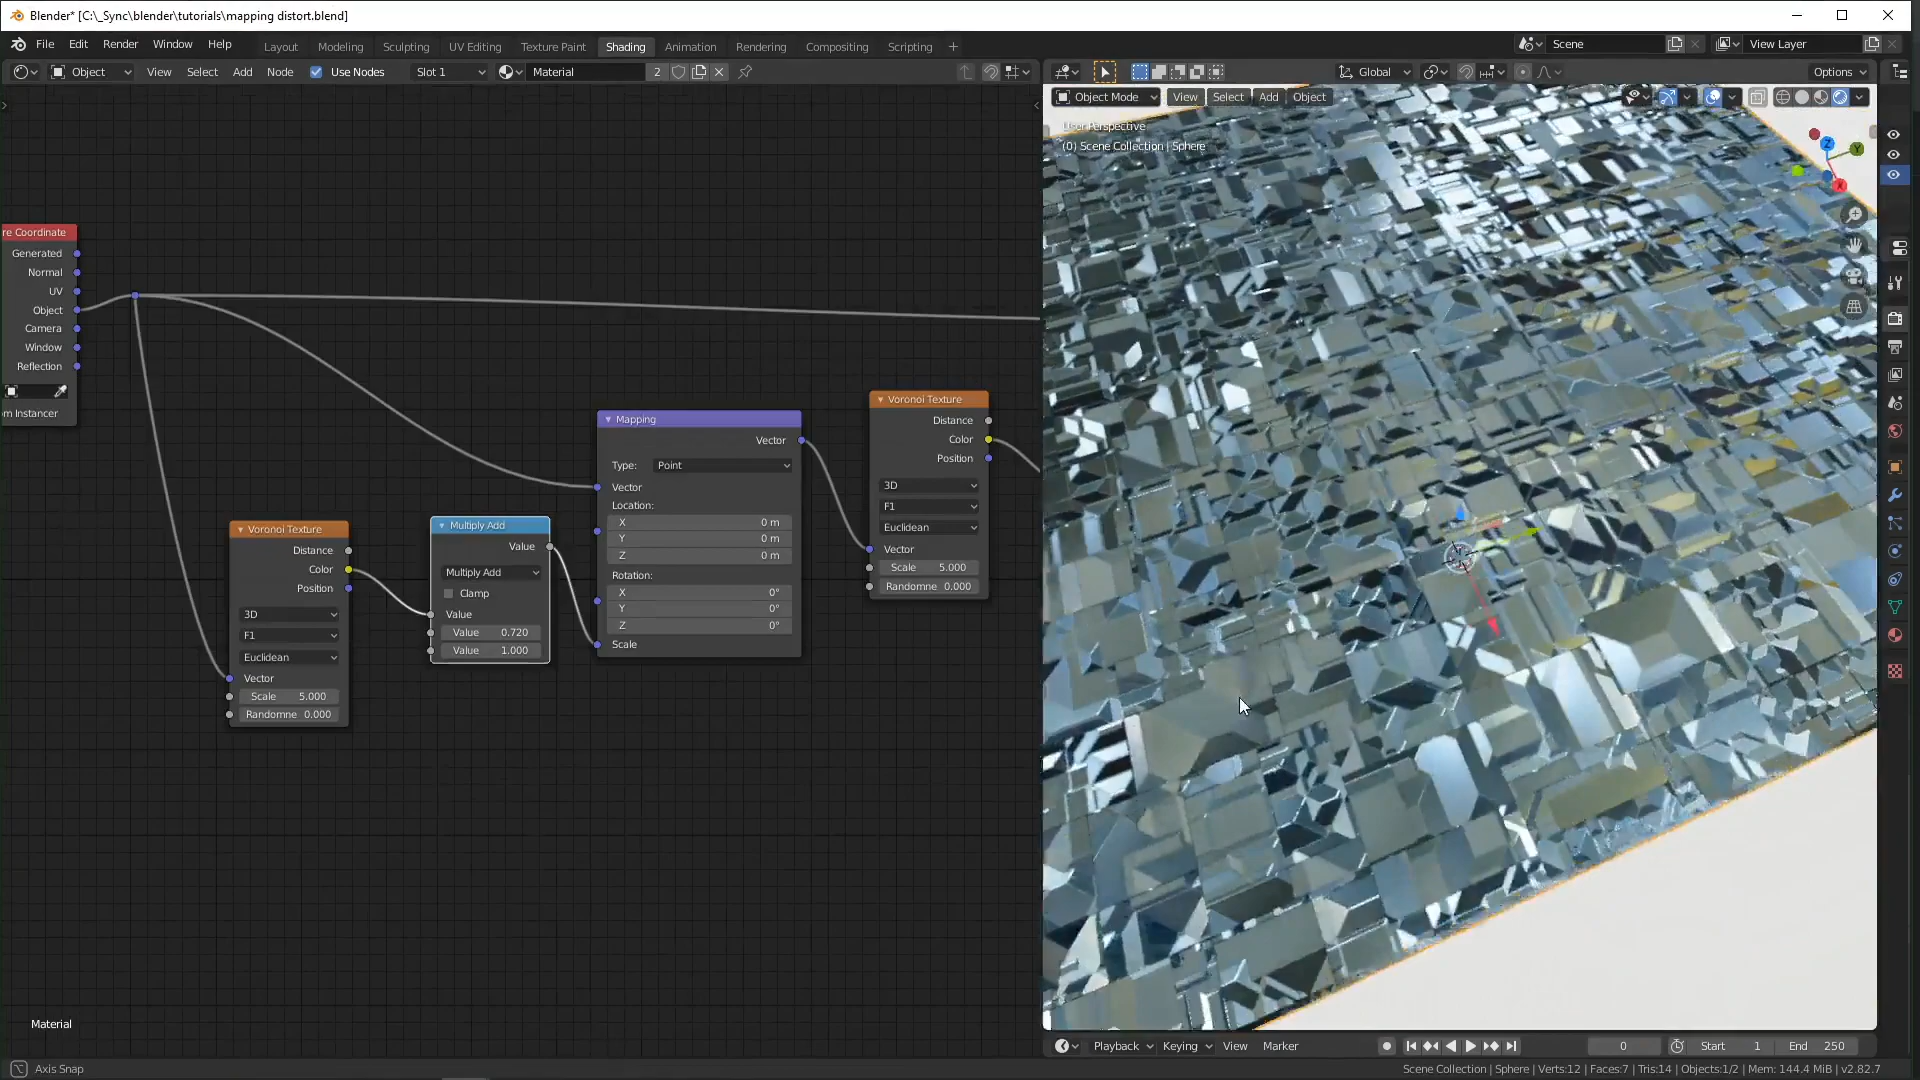 Blender* [C:\_Sync\blender\tutorials\mapping distort.blend]
File Edit Render Window Help Layout Modeling Sculpting UV Editing Texture Paint Shading Animation Rendering Compositing Scripting + Scene View Layer
Object View Select Add Node Use Nodes Slot 1 Material 2 Global Options
Object Mode View Select Add Object
User Perspective
(0) Scene Collection | Sphere
Z
Y
X
re Coordinate
Generated
Normal
UV
Object
Camera
Window
Reflection
om Instancer
Voronoi Texture
Distance
Color
Position
3D
F1
Euclidean
Vector
Scale 5.000
Randomne 0.000
Multiply Add
Value
Multiply Add
Clamp
Value
Value 0.720
Value 1.000
Mapping
Vector
Type: Point
Vector
Location:
X 0 m
Y 0 m
Z 0 m
Rotation:
X 0°
Y 0°
Z 0°
Scale
Voronoi Texture
Distance
Color
Position
3D
F1
Euclidean
Vector
Scale 5.000
Randomne 0.000
Material
Playback Keying View Marker 0 Start 1 End 250
Axis Snap
Scene Collection | Sphere | Verts:12 | Faces:7 | Tris:14 | Objects:1/2 | Mem: 144.4 MiB | v2.82.7